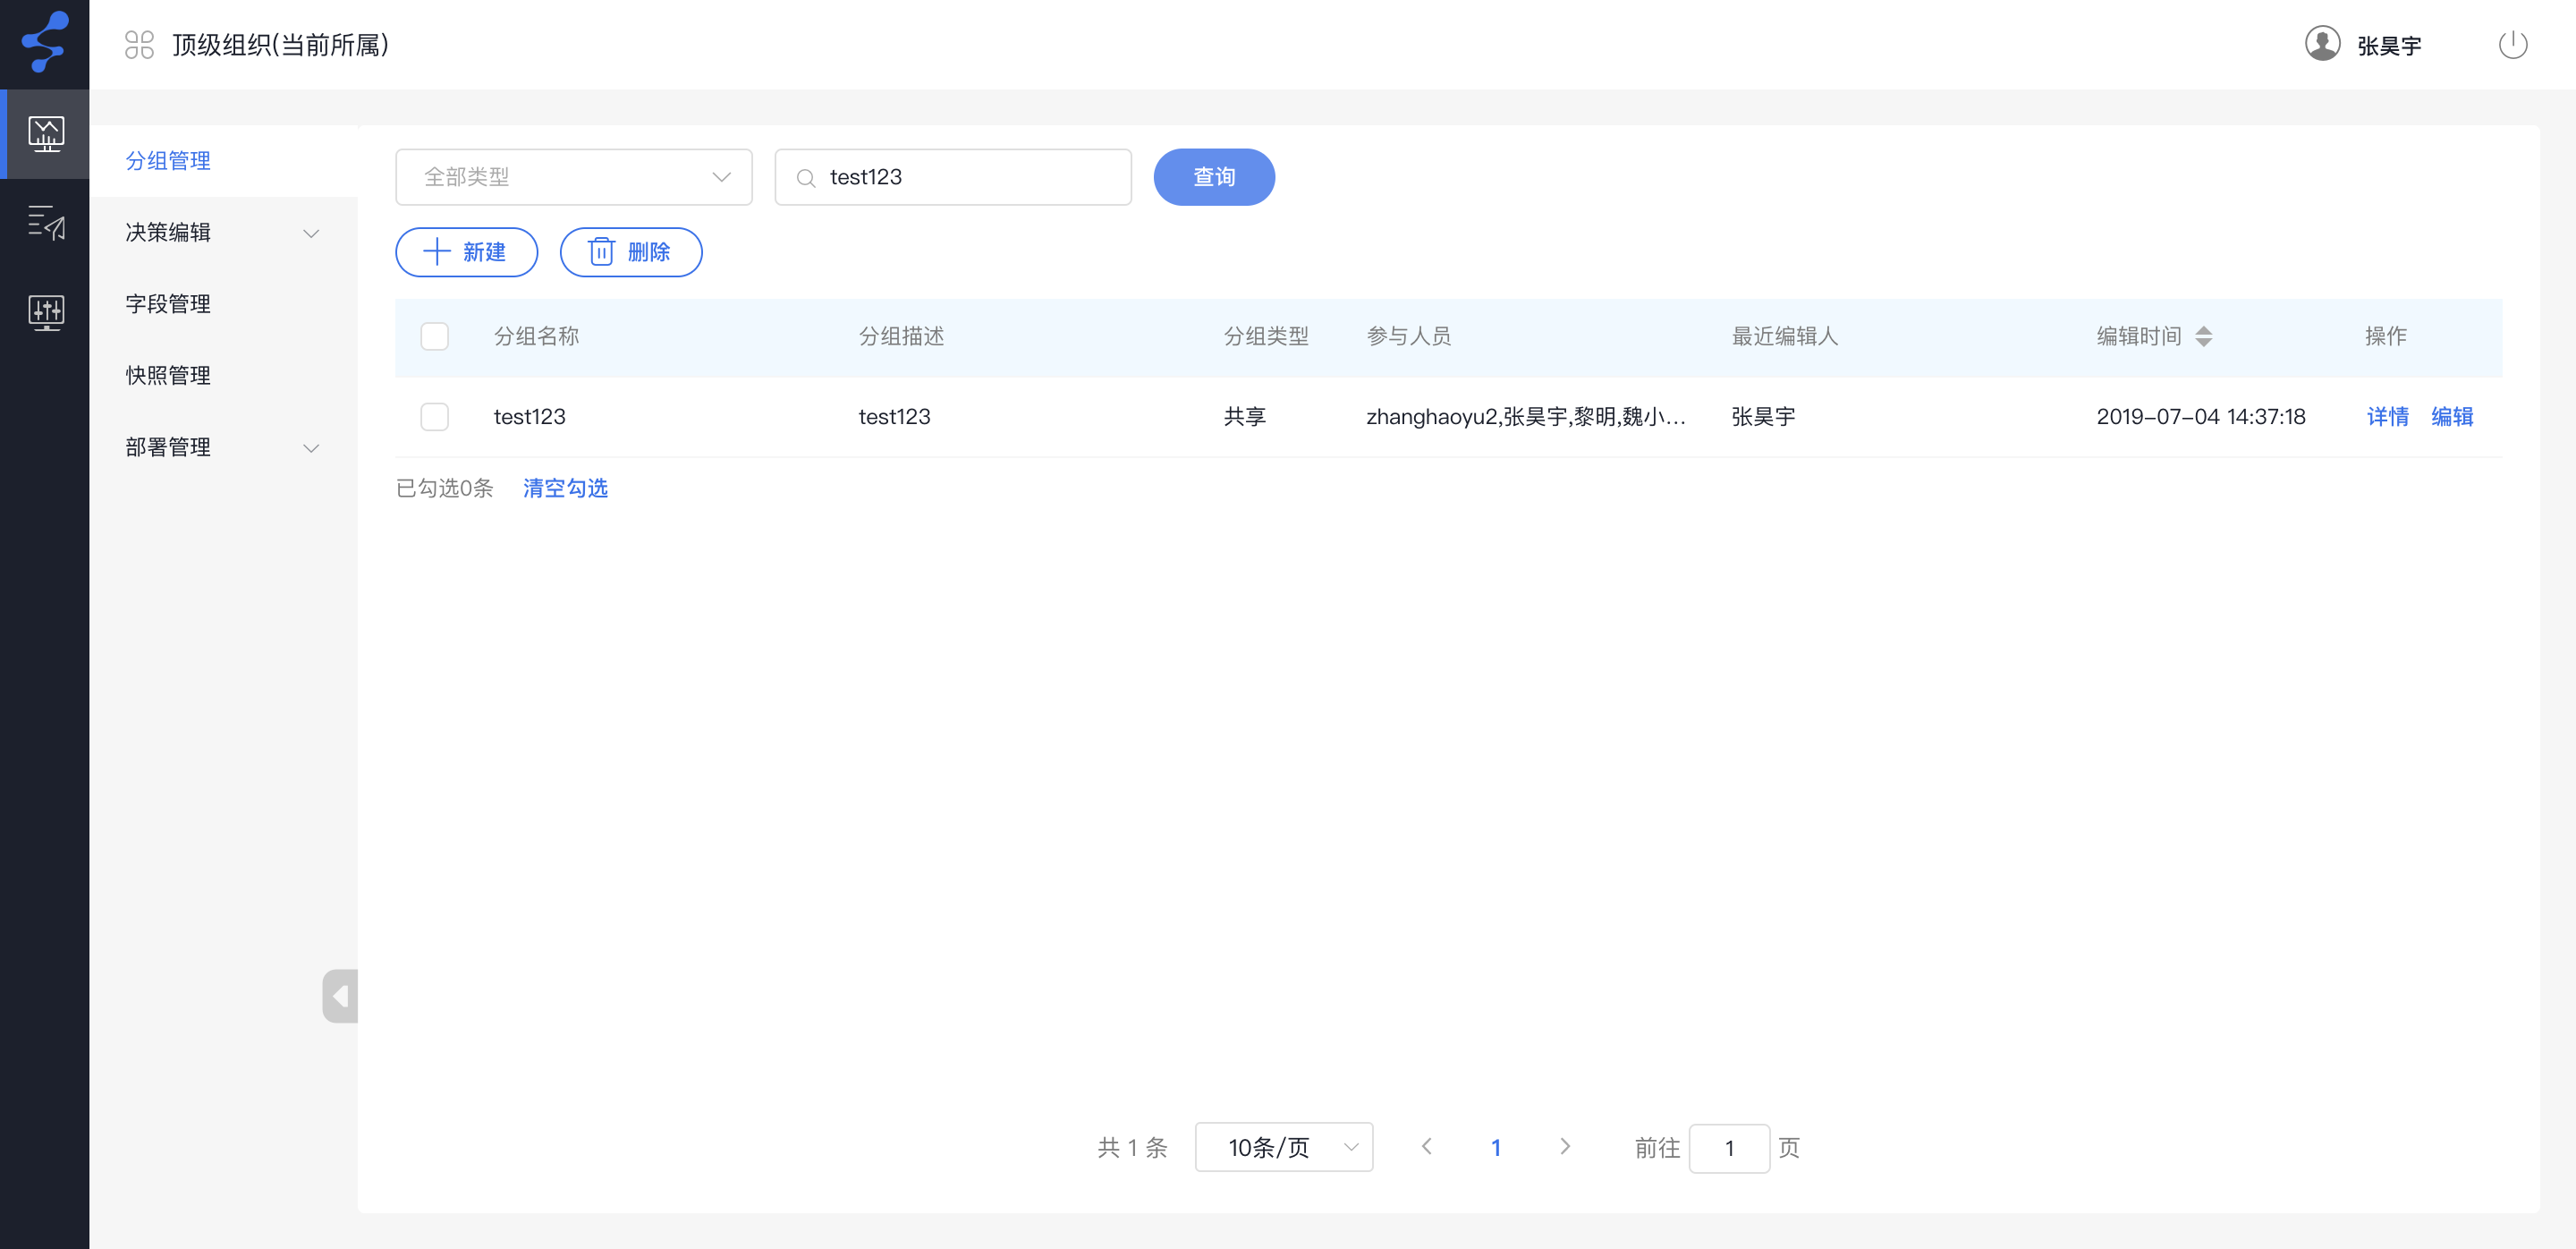 顶级组织(当前所属)
张昊宇
分组管理
决策编辑
字段管理
快照管理
部署管理
全部类型
test123
查询
新建
删除
分组名称 分组描述 分组类型 参与人员 最近编辑人 编辑时间 操作
test123 test123 共享 zhanghaoyu2,张昊宇,黎明,魏小... 张昊宇 2019-07-04 14:37:18 详情 编辑
已勾选0条 清空勾选
共 1 条 10条/页 1 前往 1 页